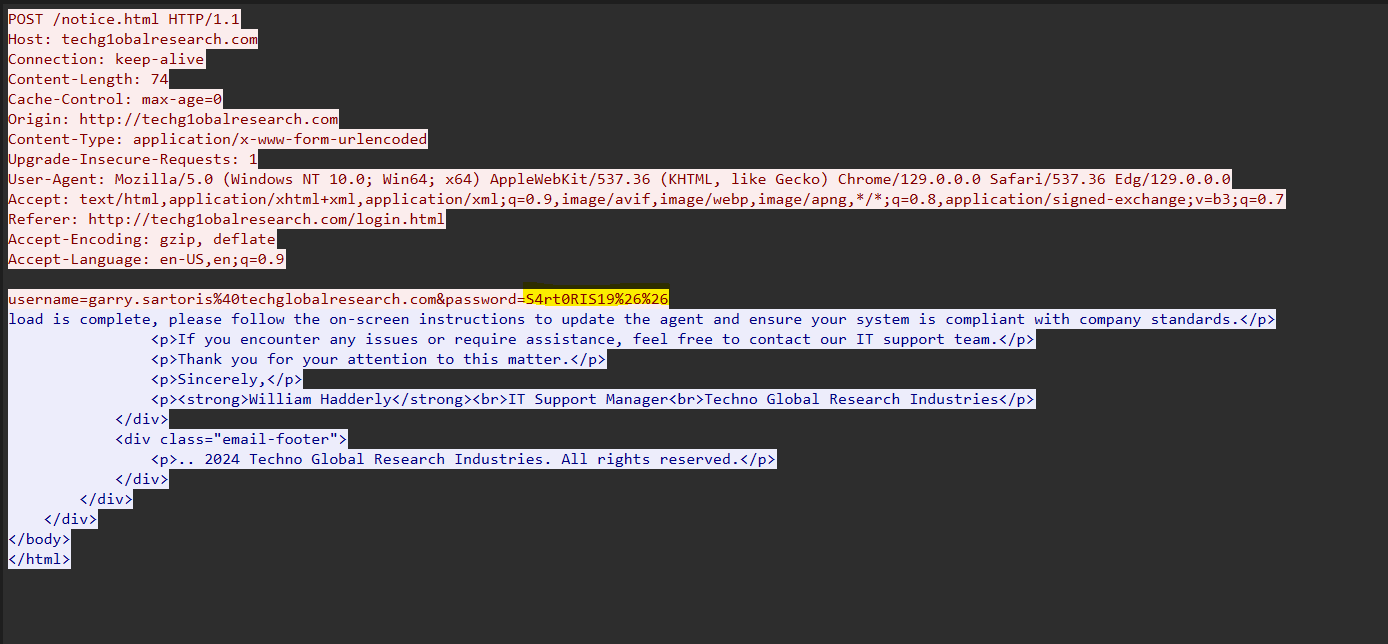 POST /notice.html HTTP/1.1
Host: techg1obalresearch.com
Connection: keep-alive
Content-Length: 74
Cache-Control: max-age=0
Origin: http://techg1obalresearch.com
Content-Type: application/x-www-form-urlencoded
Upgrade-Insecure-Requests: 1
User-Agent: Mozilla/5.0 (Windows NT 10.0; Win64; x64) AppleWebKit/537.36 (KHTML, like Gecko) Chrome/129.0.0.0 Safari/537.36 Edg/129.0.0.0
Accept: text/html,application/xhtml+xml,application/xml;q=0.9,image/avif,image/webp,image/apng,*/*;q=0.8,application/signed-exchange;v=b3;q=0.7
Referer: http://techg1obalresearch.com/login.html
Accept-Encoding: gzip, deflate
Accept-Language: en-US,en;q=0.9
username=garry.sartoris%40techglobalresearch.com&password=S4rt0RIS19%26%26
load is complete, please follow the on-screen instructions to update the agent and ensure your system is compliant with company standards.</p>
<p>If you encounter any issues or require assistance, feel free to contact our IT support team.</p>
<p>Thank you for your attention to this matter.</p>
<p>Sincerely,</p>
<p><strong>William Hadderly</strong><br>IT Support Manager<br>Techno Global Research Industries</p>
</div>
<div class="email-footer">
<p>.. 2024 Techno Global Research Industries. All rights reserved.</p>
</div>
</div>
</div>
</body>
</html>